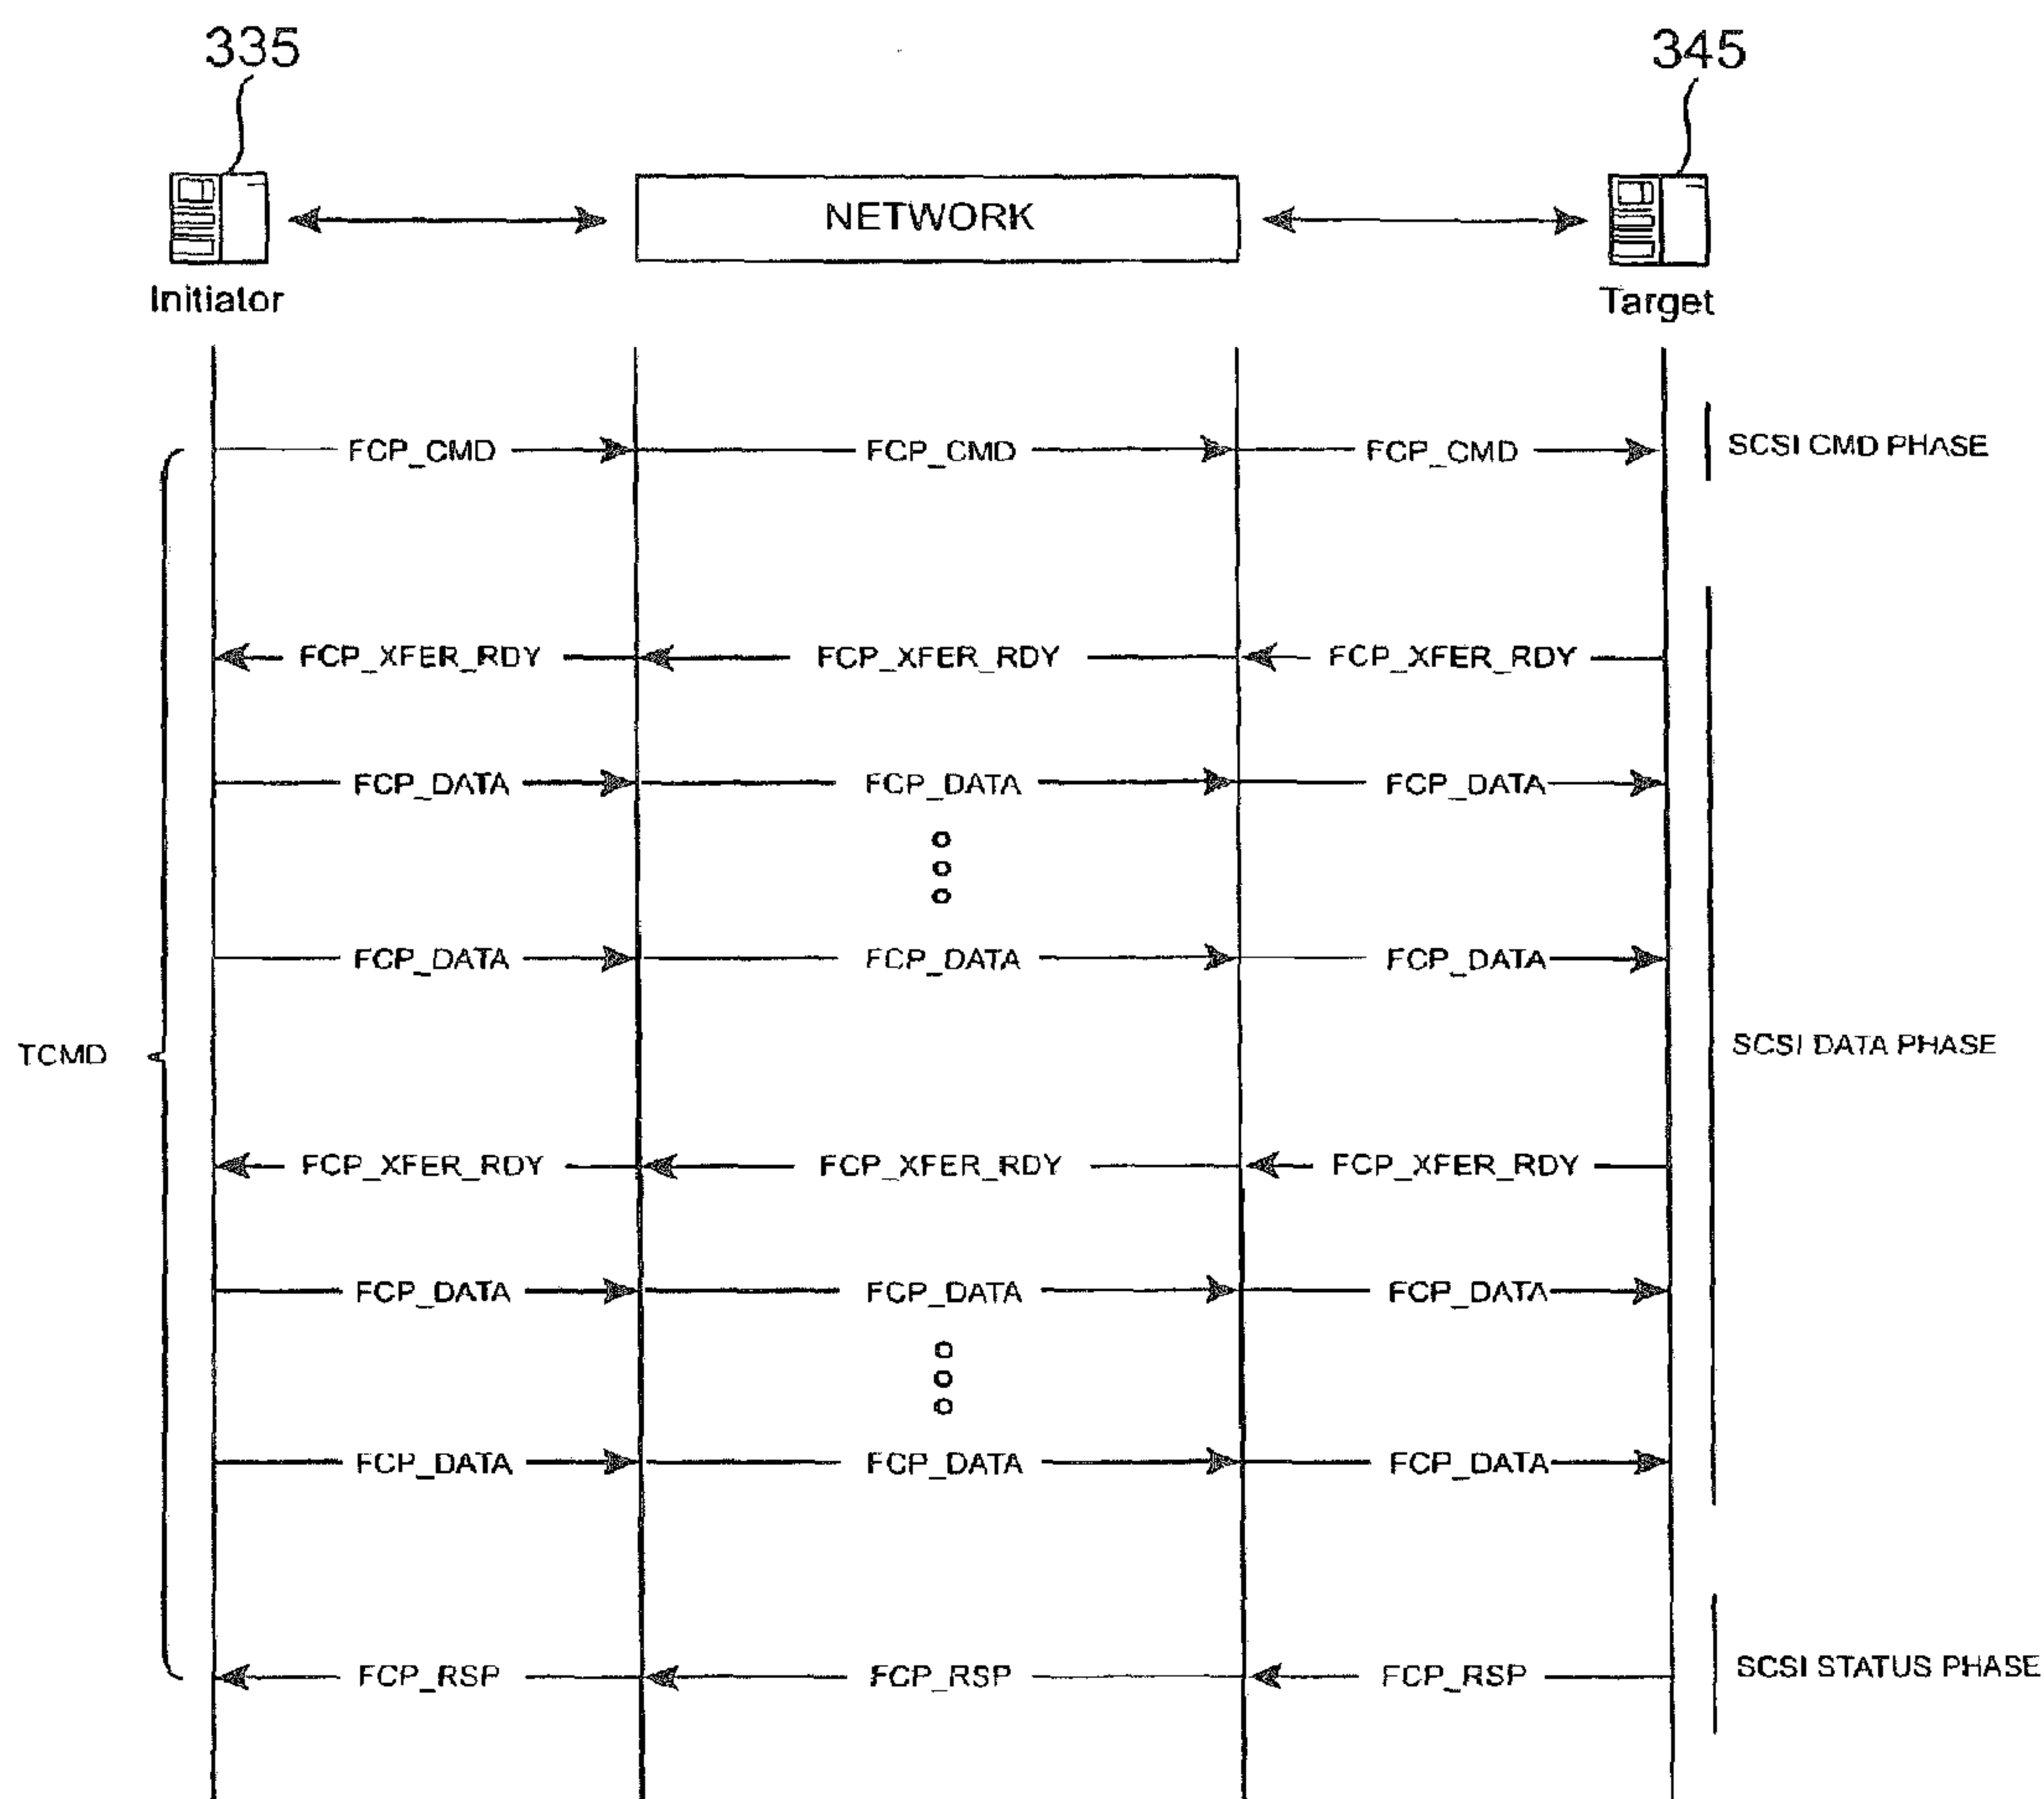 335 345
NETWORK
Initiator Target
FCP_CMD FCP_CMD FCP_CMD SCSI CMD PHASE
FCP_XFER_RDY FCP_XFER_RDY FCP_XFER_RDY
FCP_DATA FCP_DATA FCP_DATA
FCP_DATA FCP_DATA FCP_DATA
TCMD SCSI DATA PHASE
FCP_XFER_RDY FCP_XFER_RDY FCP_XFER_RDY
FCP_DATA FCP_DATA FCP_DATA
FCP_DATA FCP_DATA FCP_DATA
FCP_RSP FCP_RSP FCP_RSP SCSI STATUS PHASE